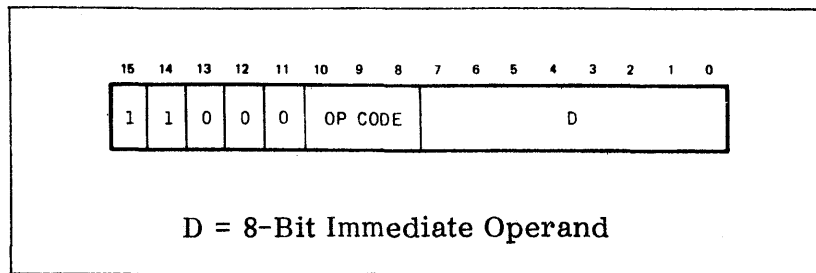 15 14 13 12 11 10 9 8 7 6 5 4 3 2 1 0
1 1 0 0 0 OP CODE D
D = 8-Bit Immediate Operand